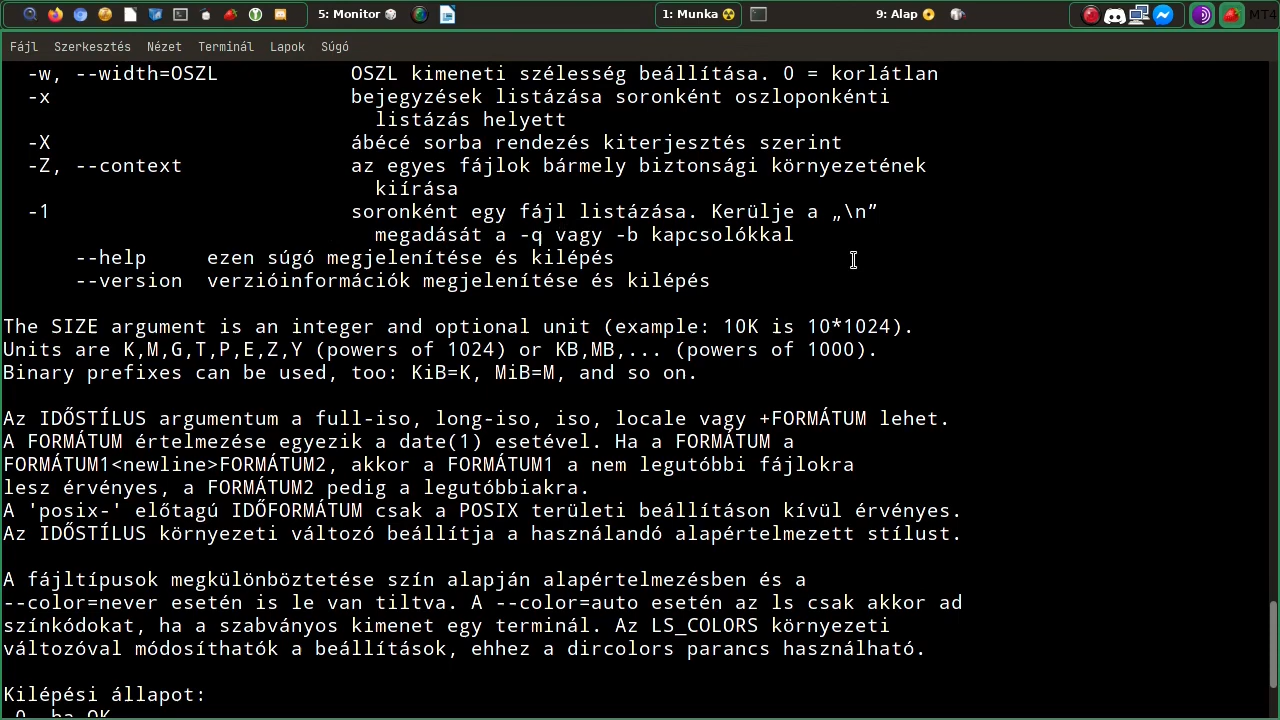 5: Monitor
1: Munka
9: Alap
MT4
Fájl Szerkesztés Nézet Terminál Lapok Súgó
-w, --width=OSZL OSZL kimeneti szélesség beállítása. 0 = korlátlan
-x bejegyzések listázása soronként oszloponkénti
listázás helyett
-X ábécé sorba rendezés kiterjesztés szerint
-Z, --context az egyes fájlok bármely biztonsági környezetének
kiírása
-1 soronként egy fájl listázása. Kerülje a „\n”
megadását a -q vagy -b kapcsolókkal
--help ezen súgó megjelenítése és kilépés
--version verzióinformációk megjelenítése és kilépés
The SIZE argument is an integer and optional unit (example: 10K is 10*1024).
Units are K,M,G,T,P,E,Z,Y (powers of 1024) or KB,MB,... (powers of 1000).
Binary prefixes can be used, too: KiB=K, MiB=M, and so on.
Az IDŐSTÍLUS argumentum a full-iso, long-iso, iso, locale vagy +FORMÁTUM lehet.
A FORMÁTUM értelmezése egyezik a date(1) esetével. Ha a FORMÁTUM a
FORMÁTUM1<newline>FORMÁTUM2, akkor a FORMÁTUM1 a nem legutóbbi fájlokra
lesz érvényes, a FORMÁTUM2 pedig a legutóbbiakra.
A 'posix-' előtagú IDŐFORMÁTUM csak a POSIX területi beállításon kívül érvényes.
Az IDŐSTÍLUS környezeti változó beállítja a használandó alapértelmezett stílust.
A fájltípusok megkülönböztetése szín alapján alapértelmezésben és a
--color=never esetén is le van tiltva. A --color=auto esetén az ls csak akkor ad
színkódokat, ha a szabványos kimenet egy terminál. Az LS_COLORS környezeti
változóval módosíthatók a beállítások, ehhez a dircolors parancs használható.
Kilépési állapot:
0 ha OK